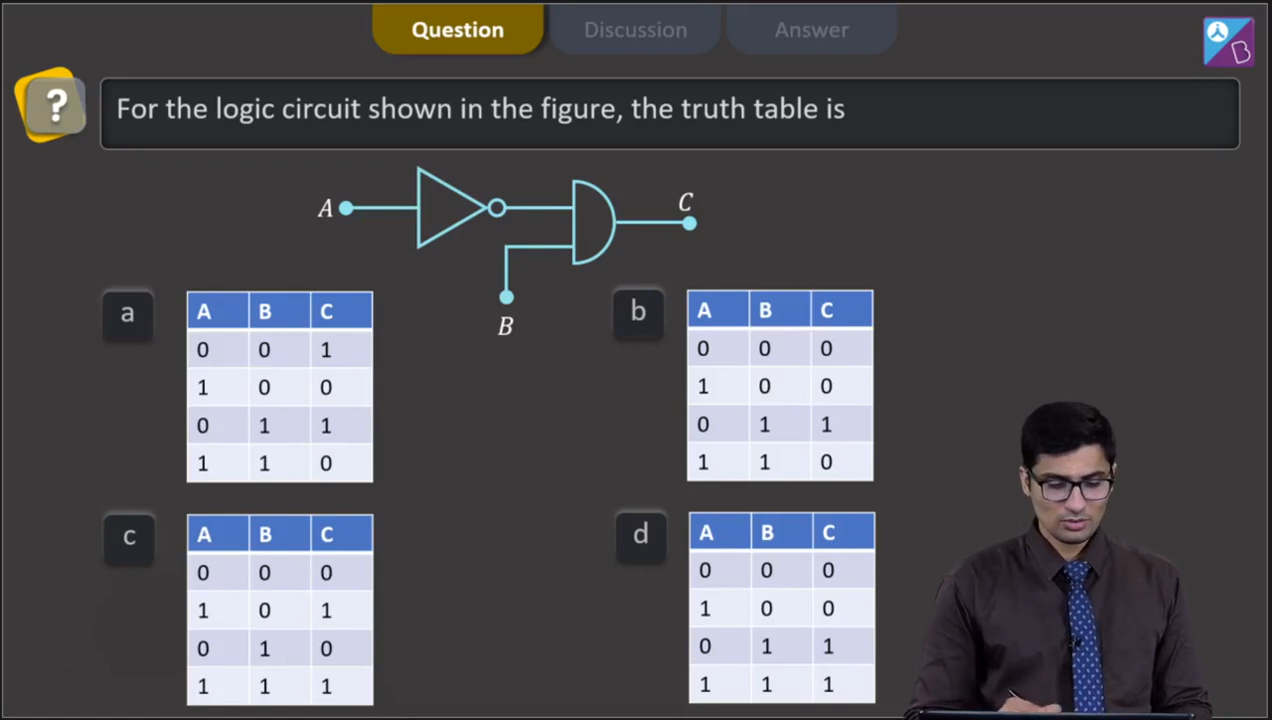 Question Discussion Answer
B
? For the logic circuit shown in the figure, the truth table is
A
C
B
a
A B C
0 0 1
1 0 0
0 1 1
1 1 0
b
A B C
0 0 0
1 0 0
0 1 1
1 1 0
c
A B C
0 0 0
1 0 1
0 1 0
1 1 1
d
A B C
0 0 0
1 0 0
0 1 1
1 1 1